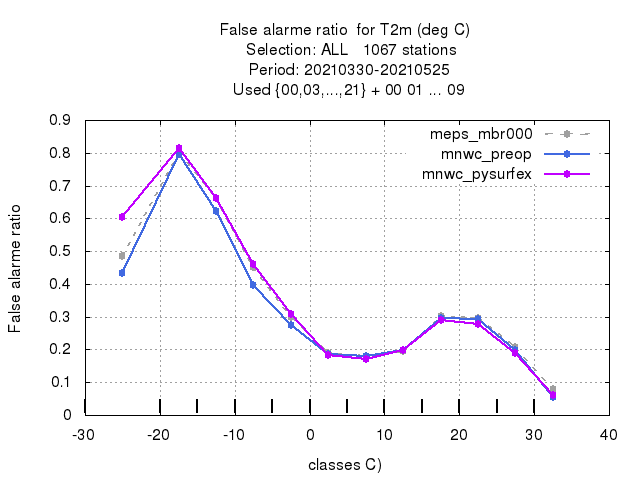 False alarme ratio  for T2m (deg C)
Selection: ALL   1067 stations
Period: 20210330-20210525
Used {00,03,...,21} + 00 01 ... 09
meps_mbr000
mnwc_preop
mnwc_pysurfex
False alarme ratio
0.9
0.8
0.7
0.6
0.5
0.4
0.3
0.2
0.1
0
-30 -20 -10 0 10 20 30 40
classes C)